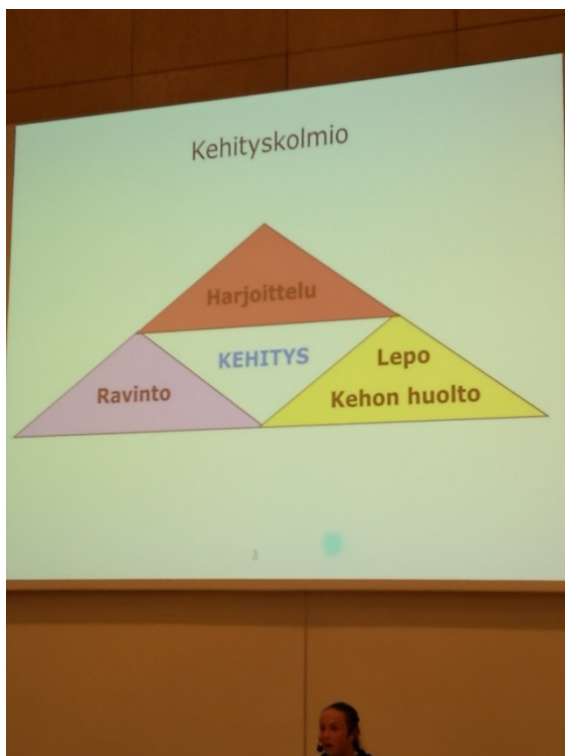 Kehityskolmio
Harjoittelu
KEHITYS
Ravinto
Lepo
Kehon huolto
3